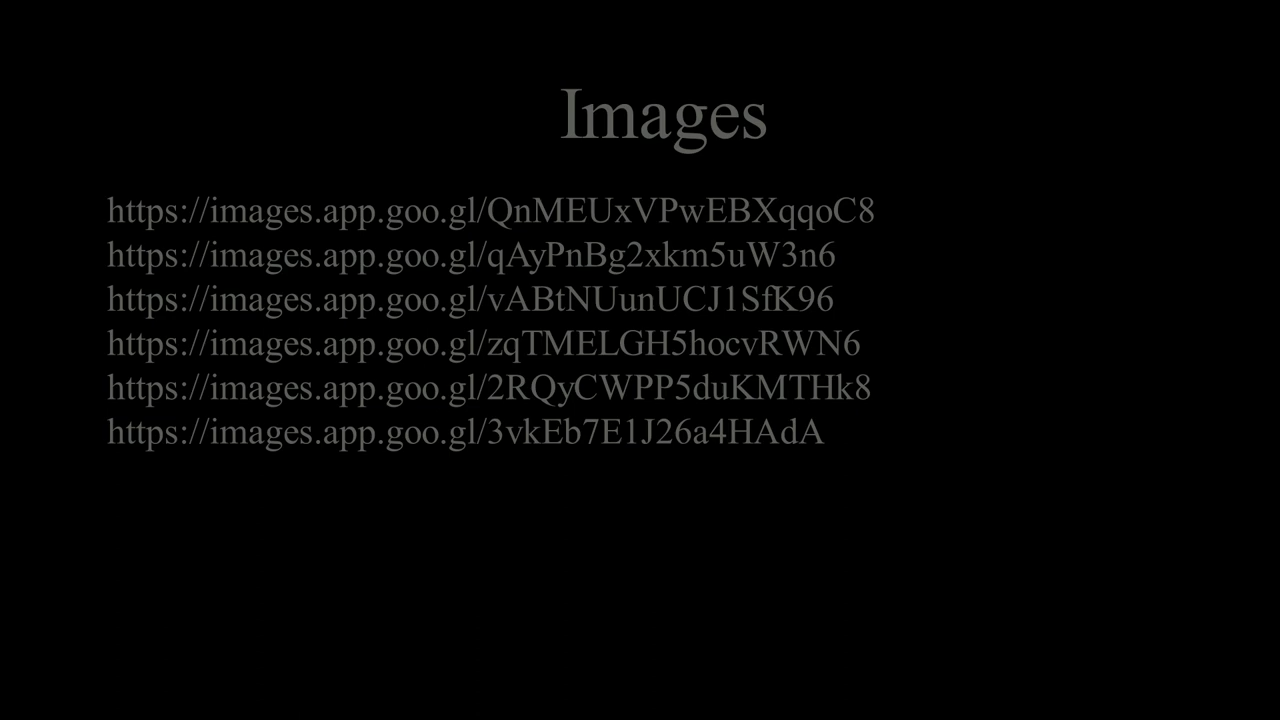 Images
https://images.app.goo.gl/QnMEUxVPwEBXqqoC8
https://images.app.goo.gl/qAyPnBg2xkm5uW3n6
https://images.app.goo.gl/vABtNUunUCJ1SfK96
https://images.app.goo.gl/zqTMELGH5hocvRWN6
https://images.app.goo.gl/2RQyCWPP5duKMTHk8
https://images.app.goo.gl/3vkEb7E1J26a4HAdA